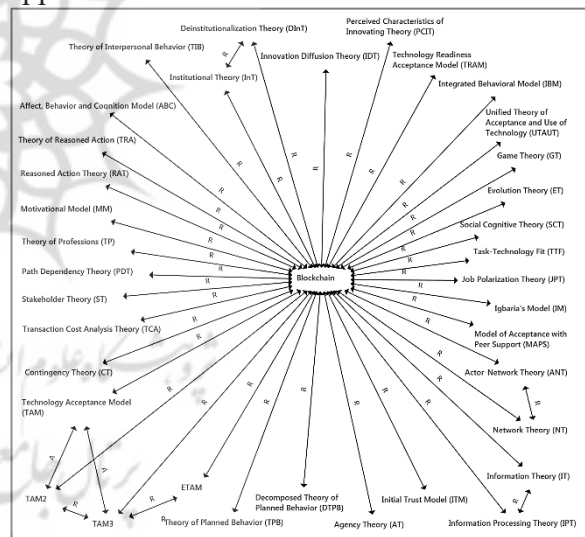 Deinstitutionalization Theory (DInT)
Perceived Characteristics of
Innovating Theory (PCIT)
Theory of Interpersonal Behavior (TIB)
R
Innovation Diffusion Theory (IDT)
Technology Readiness
Acceptance Model (TRAM)
Institutional Theory (InT)
Integrated Behavioral Model (IBM)
Affect, Behavior and Cognition Model (ABC)
Unified Theory of
Acceptance and Use of
Technology (UTAUT)
Theory of Reasoned Action (TRA)
Game Theory (GT)
Reasoned Action Theory (RAT)
Evolution Theory (ET)
Motivational Model (MM)
Social Cognitive Theory (SCT)
Theory of Professions (TP)
Task-Technology Fit (TTF)
Path Dependency Theory (PDT)
Blockchain
Job Polarization Theory (JPT)
Stakeholder Theory (ST)
Igbaria's Model (IM)
Transaction Cost Analysis Theory (TCA)
Model of Acceptance with
Peer Support (MAPS)
Contingency Theory (CT)
Actor Network Theory (ANT)
Technology Acceptance Model
(TAM)
R
Network Theory (NT)
A
A
Information Theory (IT)
TAM2
R
TAM3
R
ETAM
R
Theory of Planned Behavior (TPB)
Decomposed Theory of
Planned Behavior (DTPB)
Agency Theory (AT)
Initial Trust Model (ITM)
R
Information Processing Theory (IPT)